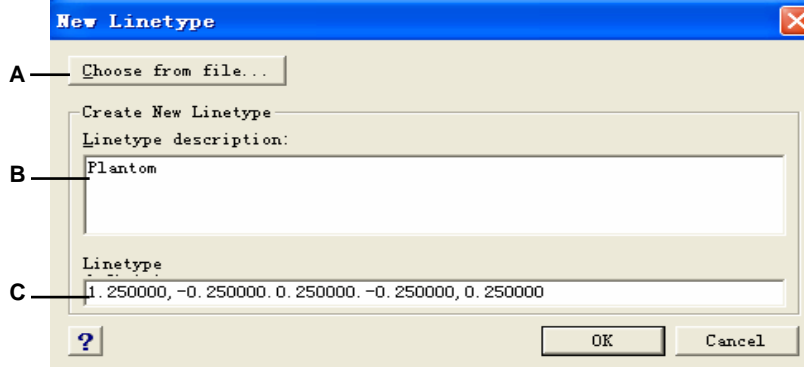 New Linetype
A
Choose from file...
Create New Linetype
Linetype description:
B
Plantom
Linetype
C
1.250000,-0.250000.0.250000.-0.250000,0.250000
?
OK
Cancel